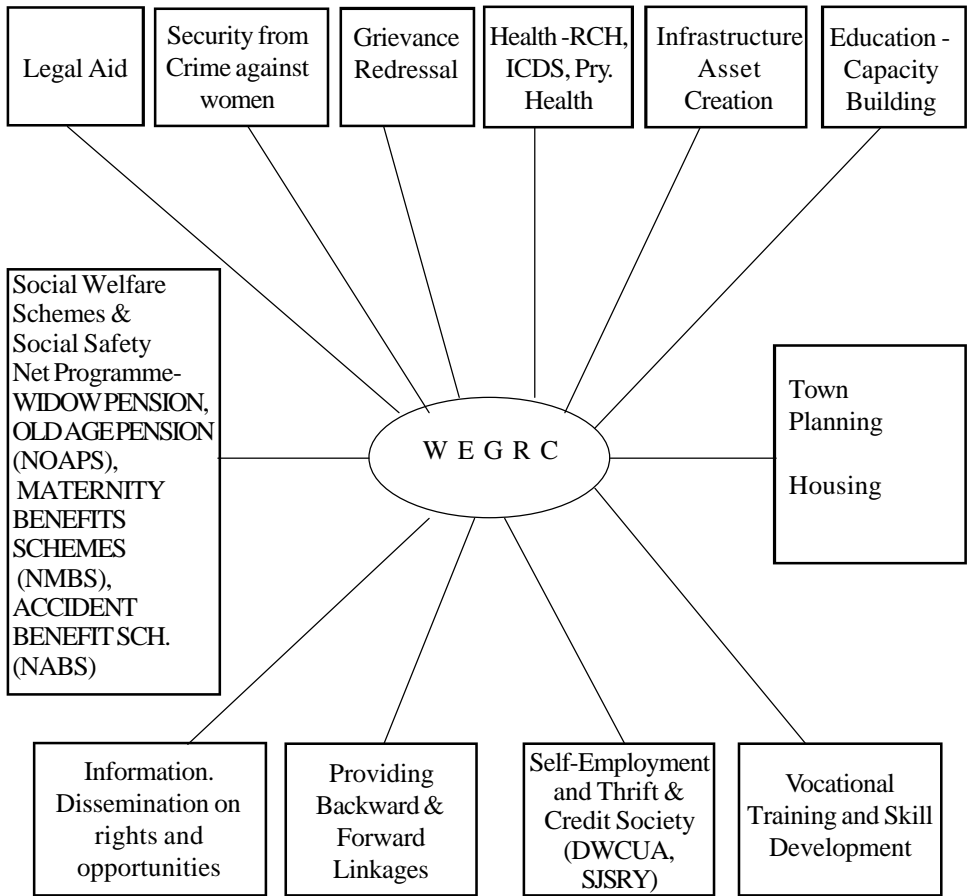 Legal Aid
Security from
Crime against
women
Grievance
Redressal
Health -RCH,
ICDS, Pry.
Health
Infrastructure
Asset
Creation
Education -
Capacity
Building
Social Welfare
Schemes &
Social Safety
Net Programme-
WIDOW PENSION,
OLD AGE PENSION
(NOAPS),
MATERNITY
BENEFITS
SCHEMES
(NMBS),
ACCIDENT
BENEFIT SCH.
(NABS)
W E G R C
Town
Planning
Housing
Information.
Dissemination on
rights and
opportunities
Providing
Backward &
Forward
Linkages
Self-Employment
and Thrift &
Credit Society
(DWCUA,
SJSRY)
Vocational
Training and Skill
Development